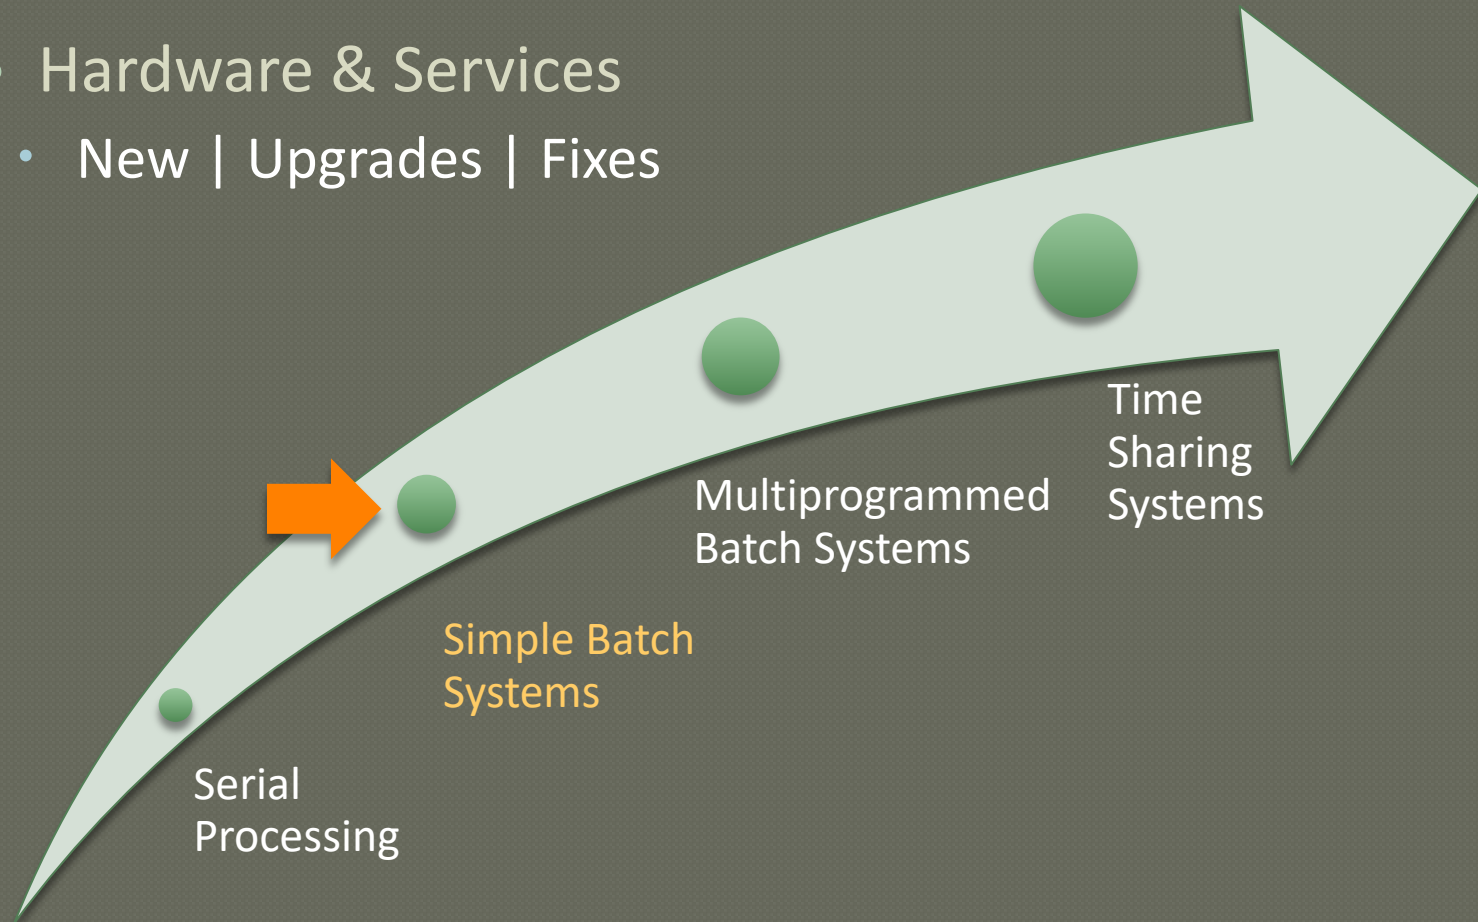 Hardware & Services
New | Upgrades | Fixes
Time
Sharing
Systems
Multiprogrammed
Batch Systems
Simple Batch
Systems
Serial
Processing